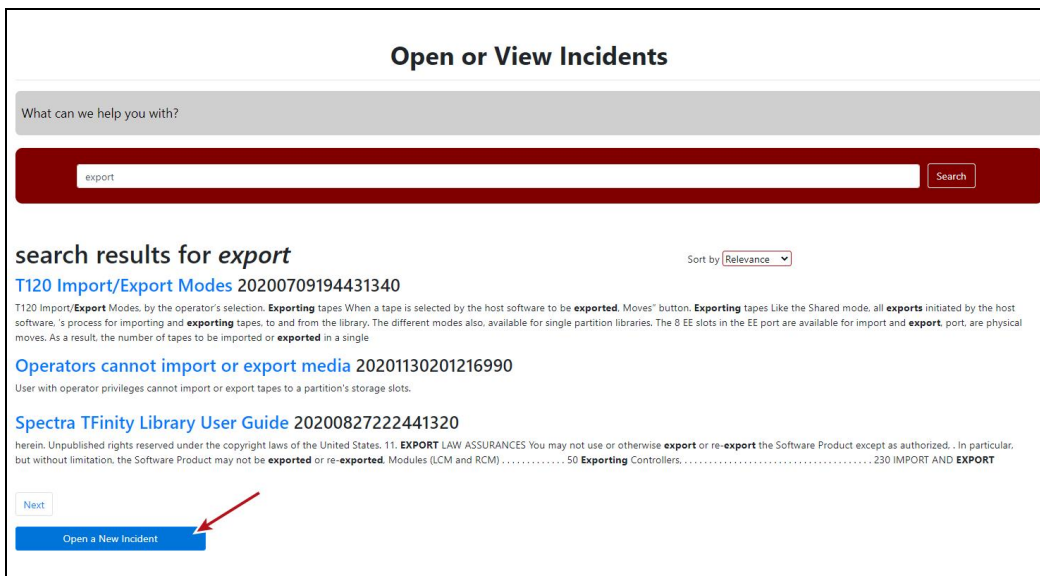 Open or View Incidents
What can we help you with?
export
Search
search results for export
Sort by Relevance
T120 Import/Export Modes 20200709194431340
T120 Import/Export Modes, by the operator's selection. Exporting tapes When a tape is selected by the host software to be exported, Moves" button. Exporting tapes Like the Shared mode, all exports initiated by the host
software, 's process for importing and exporting tapes, to and from the library. The different modes also, available for single partition libraries. The 8 EE slots in the EE port are available for import and export, port, are physical
moves. As a result, the number of tapes to be imported or exported in a single
Operators cannot import or export media 20201130201216990
User with operator privileges cannot import or export tapes to a partition's storage slots.
Spectra TFinity Library User Guide 20200827222441320
herein. Unpublished rights reserved under the copyright laws of the United States. 11. EXPORT LAW ASSURANCES You may not use or otherwise export or re-export the Software Product except as authorized, . In particular,
but without limitation, the Software Product may not be exported or re-exported, Modules (LCM and RCM) . . . . . . . . . . . . . 50 Exporting Controllers, . . . . . . . . . . . . . . . . . . . . . . . . . . . . . . . . . . . . . . 230 IMPORT AND EXPORT
Next
Open a New Incident